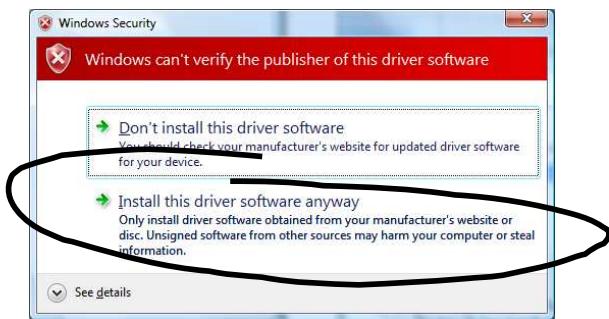 Windows Security
Windows can't verify the publisher of this driver software
Don't install this driver software
You should check your manufacturer's website for updated driver software
for your device.
Install this driver software anyway
Only install driver software obtained from your manufacturer's website or
disc. Unsigned software from other sources may harm your computer or steal
information.
See details